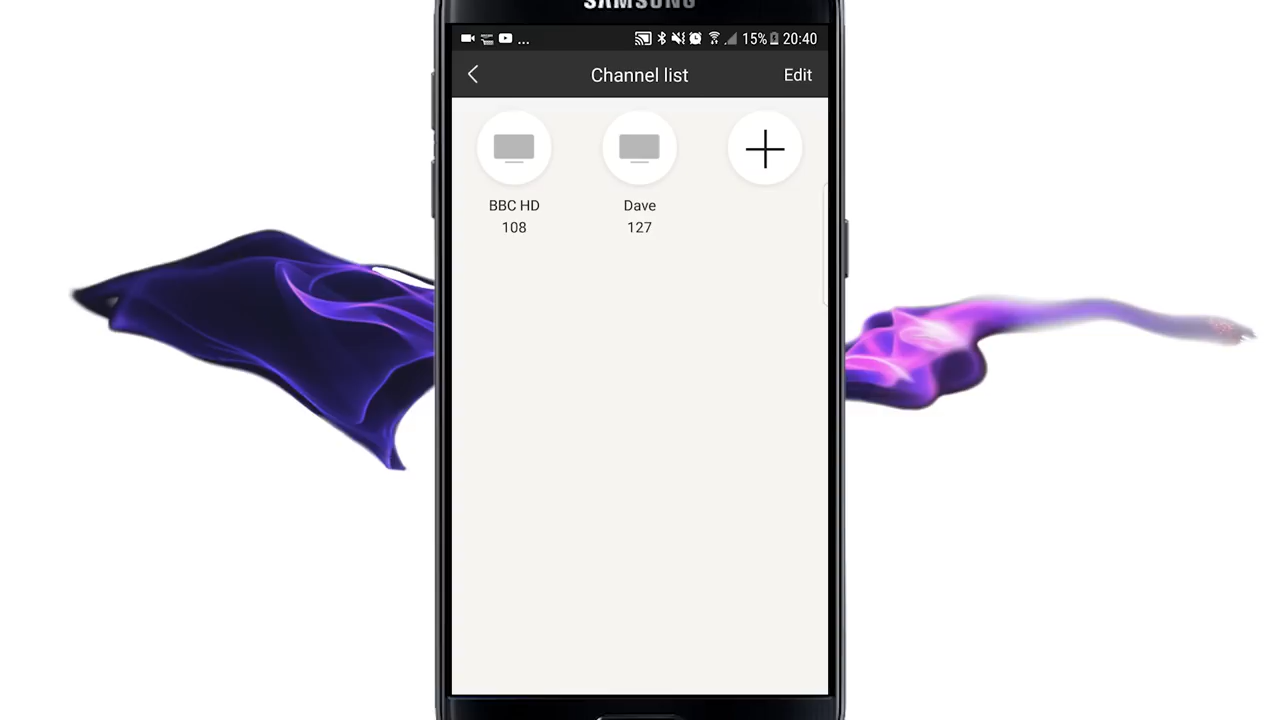 SAMSUNG
... 15% 20:40
Channel list Edit
BBC HD Dave
108 127